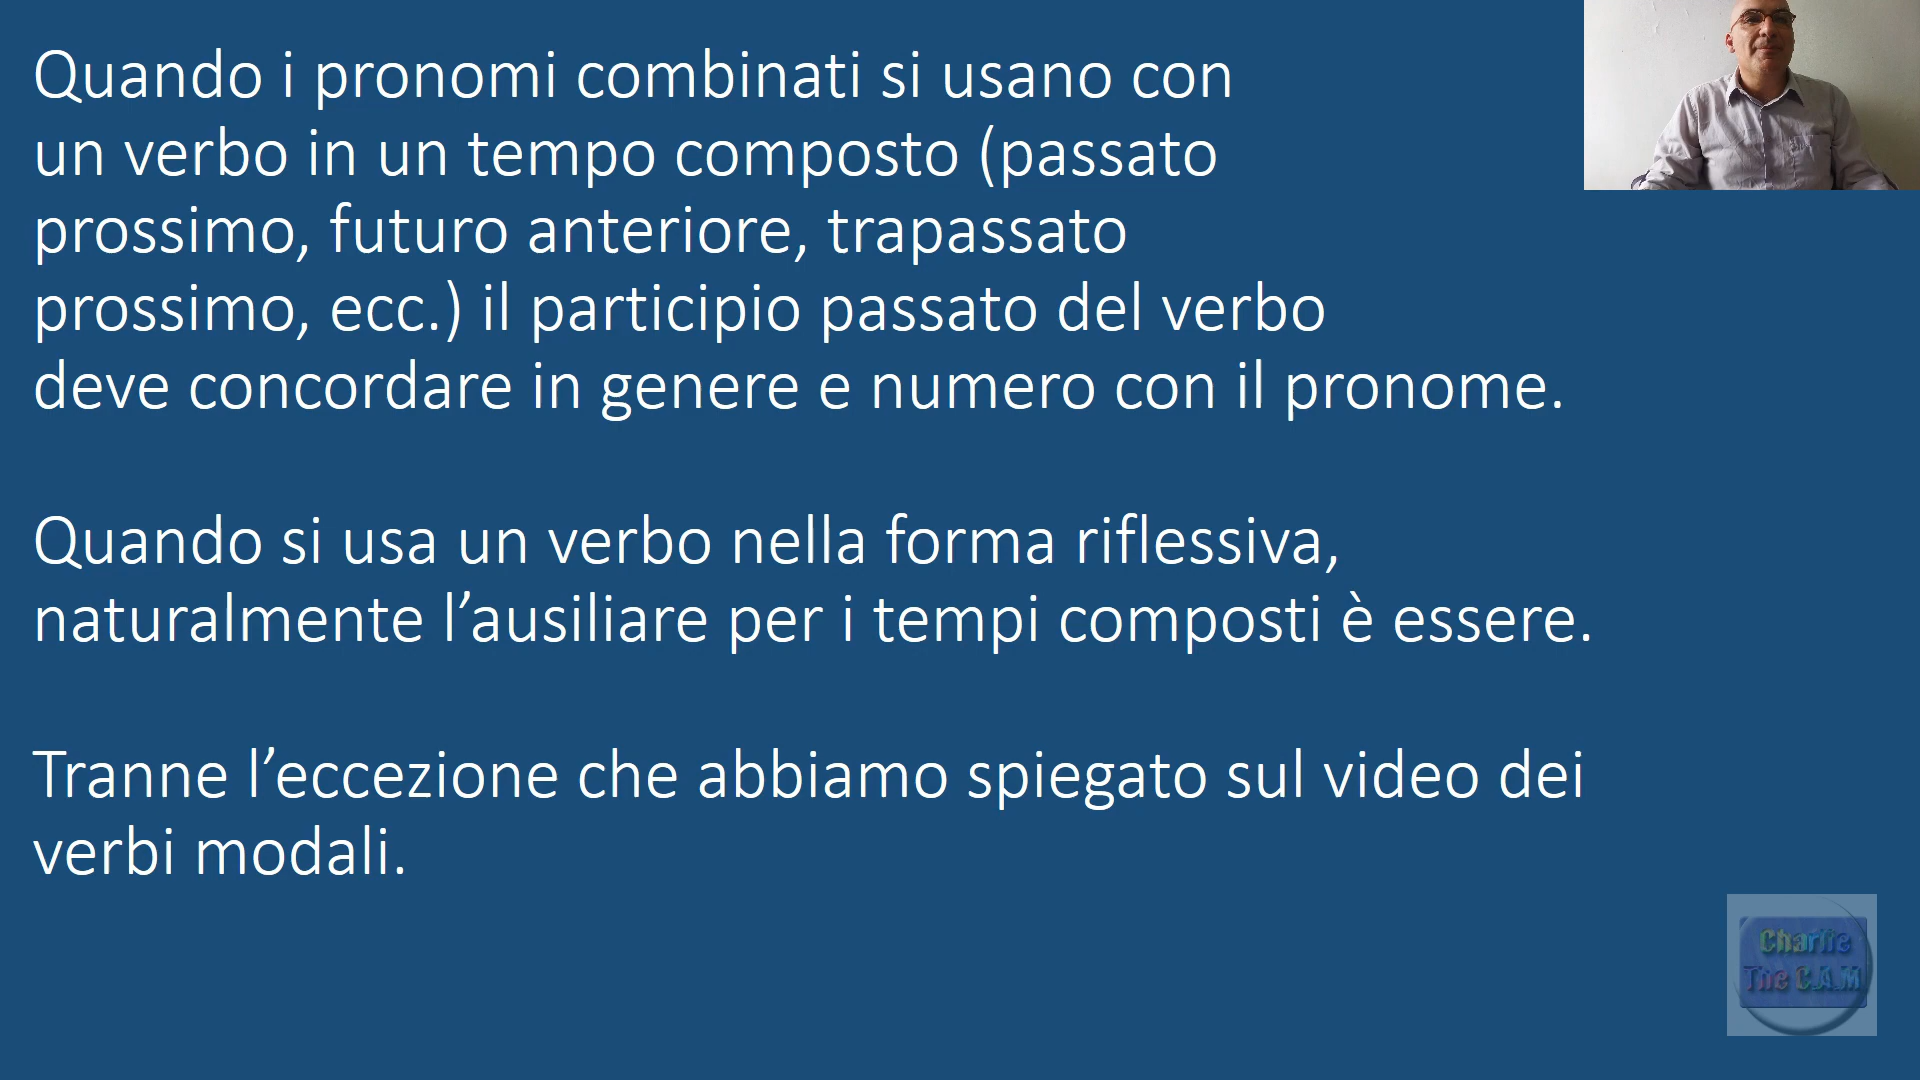 Quando i pronomi combinati si usano con
un verbo in un tempo composto (passato
prossimo, futuro anteriore, trapassato
prossimo, ecc.) il participio passato del verbo
deve concordare in genere e numero con il pronome.
Quando si usa un verbo nella forma riflessiva,
naturalmente l’ausiliare per i tempi composti è essere.
Tranne l’eccezione che abbiamo spiegato sul video dei
verbi modali.
Charlie
The C.A.M